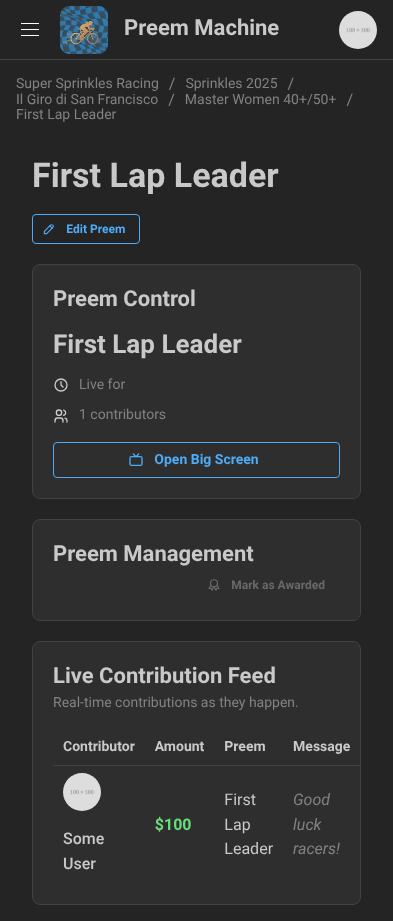 Preem Machine
100 × 100
Super Sprinkles Racing / Sprinkles 2025 /
Il Giro di San Francisco / Master Women 40+/50+ /
First Lap Leader
First Lap Leader
Edit Preem
Preem Control
First Lap Leader
Live for
1 contributors
Open Big Screen
Preem Management
Mark as Awarded
Live Contribution Feed
Real-time contributions as they happen.
Contributor Amount Preem Message
100 × 100
Some
User
$100
First
Lap
Leader
Good
luck
racers!